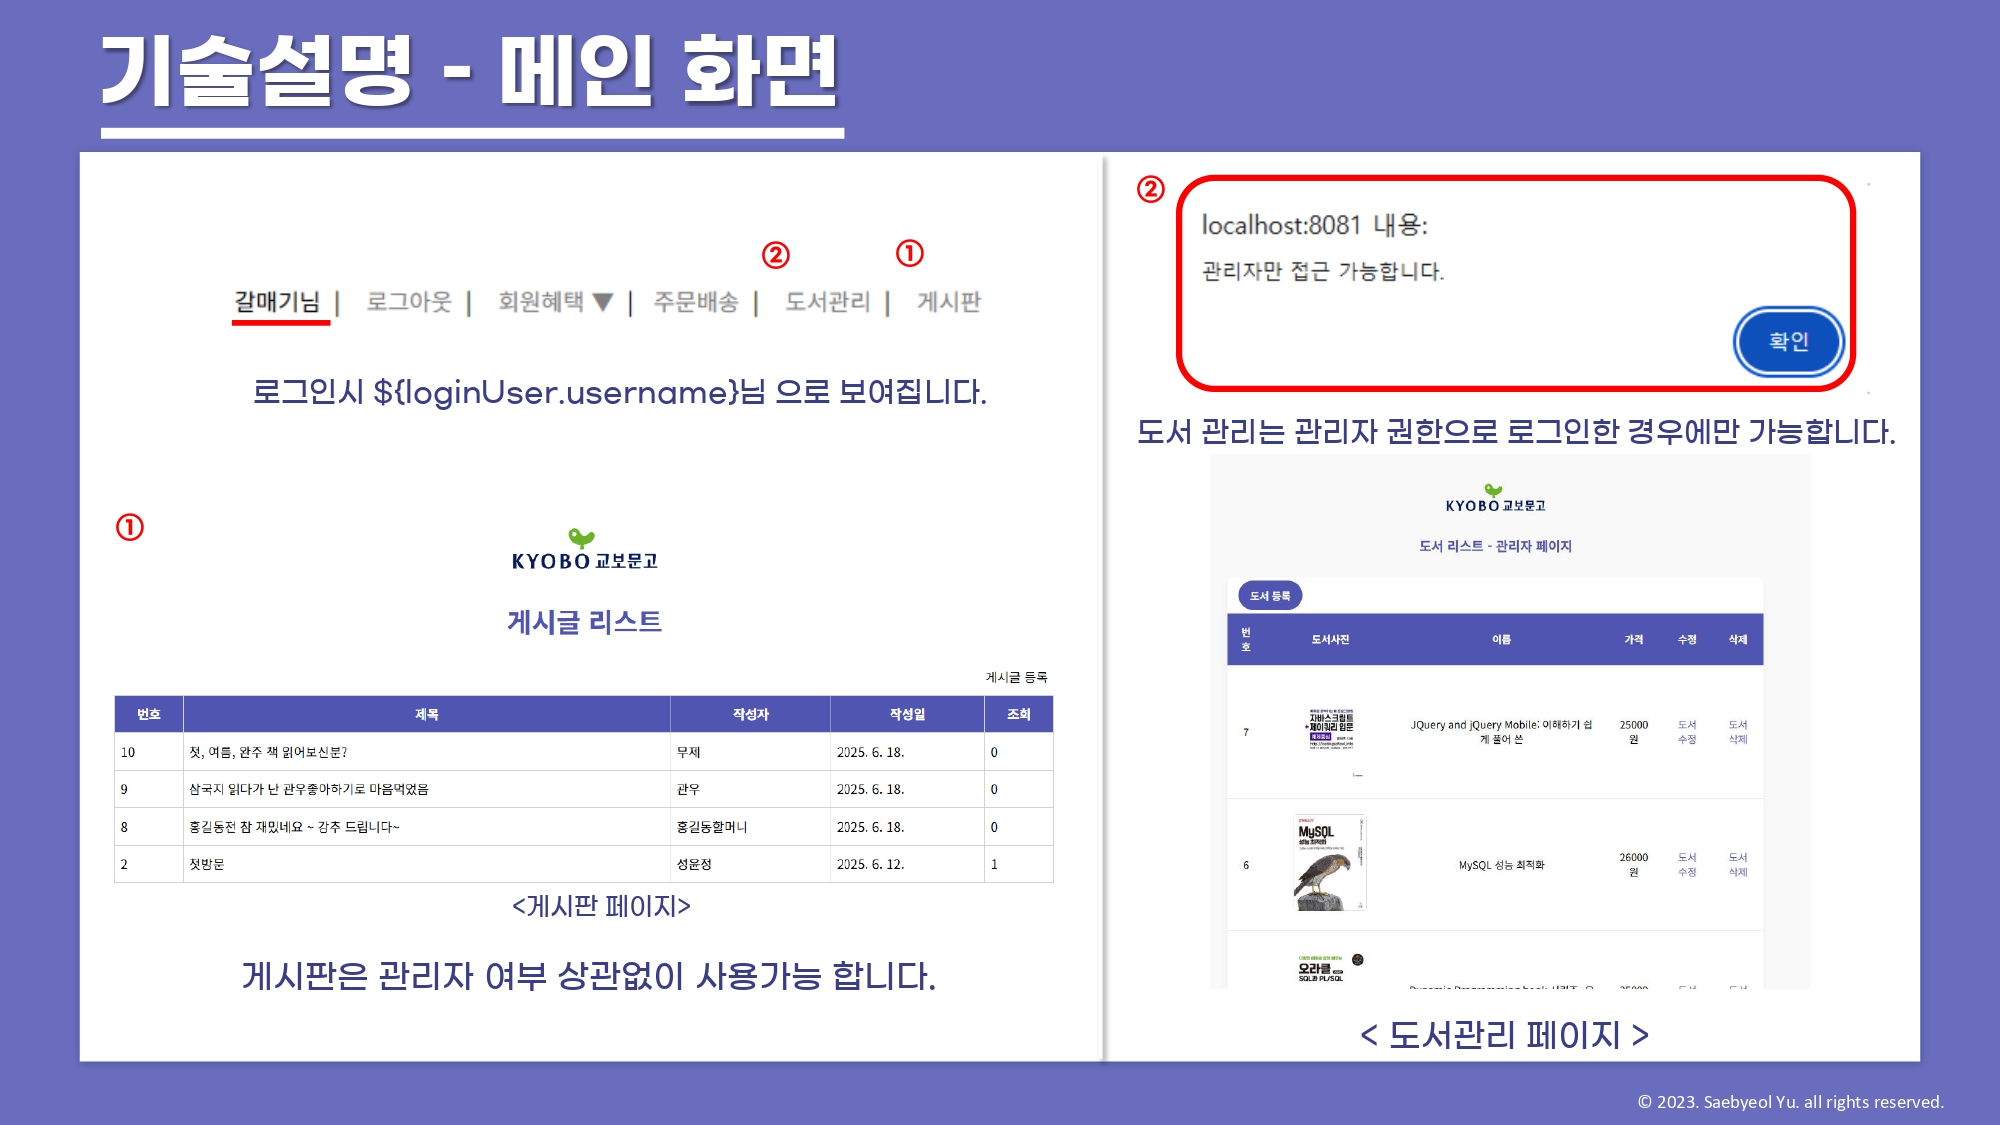 기술설명 - 메인 화면
② ①
갈매기님 | 로그아웃 | 회원혜택 ▼ | 주문배송 | 도서관리 | 게시판
로그인시 ${loginUser.username}님 으로 보여집니다.
①
KYOBO 교보문고
게시글 리스트
게시글 등록
번호 제목 작성자 작성일 조회
10 첫, 여름, 완주 책 읽어보신분? 무제 2025. 6. 18. 0
9 삼국지 읽다가 난 관우좋아하기로 마음먹었음 관우 2025. 6. 18. 0
8 홍길동전 참 재밌네요 ~ 강추 드립니다~ 홍길동할머니 2025. 6. 18. 0
2 첫방문 성윤정 2025. 6. 12. 1
<게시판 페이지>
게시판은 관리자 여부 상관없이 사용가능 합니다.
②
localhost:8081 내용:
관리자만 접근 가능합니다.
확인
도서 관리는 관리자 권한으로 로그인한 경우에만 가능합니다.
KYOBO 교보문고
도서 리스트 - 관리자 페이지
도서 등록
번호 도서사진 이름 가격 수정 삭제
자바스크립트
+제이쿼리 입문
7 JQuery and jQuery Mobile: 이해하기 쉽 25000 도서 도서
게 풀어 쓴 원 수정 삭제
MySQL
성능 최적화
6 MySQL 성능 최적화 26000 도서 도서
원 수정 삭제
오라클
SQL과 PL/SQL
< 도서관리 페이지 >
© 2023. Saebyeol Yu. all rights reserved.